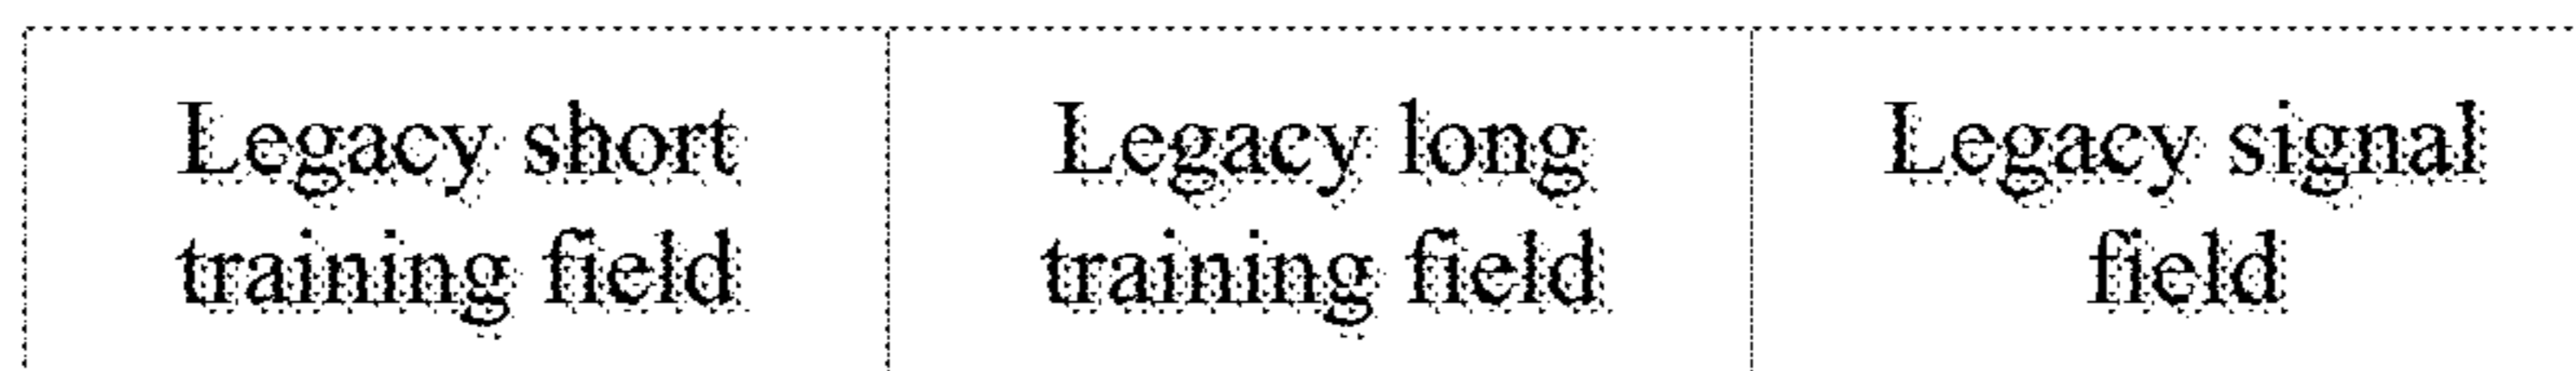 Legacy short
training field
Legacy long
training field
Legacy signal
field